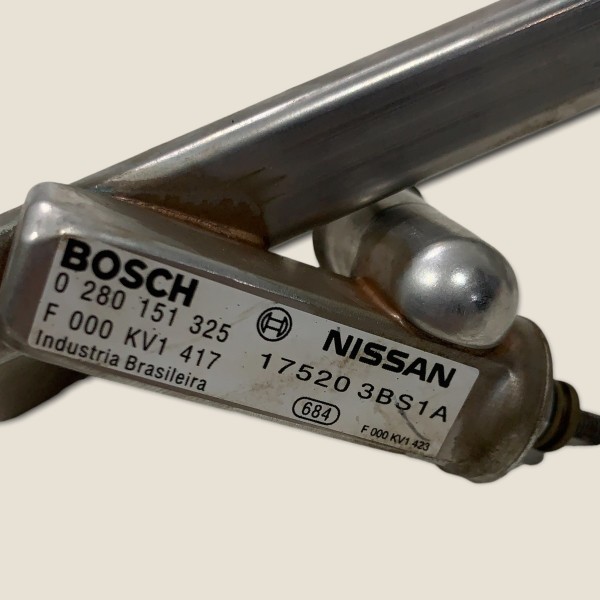 BOSCH
0 280 151 325
F 000 KV1 417
Industria Brasileira
NISSAN
17520 3BS1A
684
F 000 KV1 423